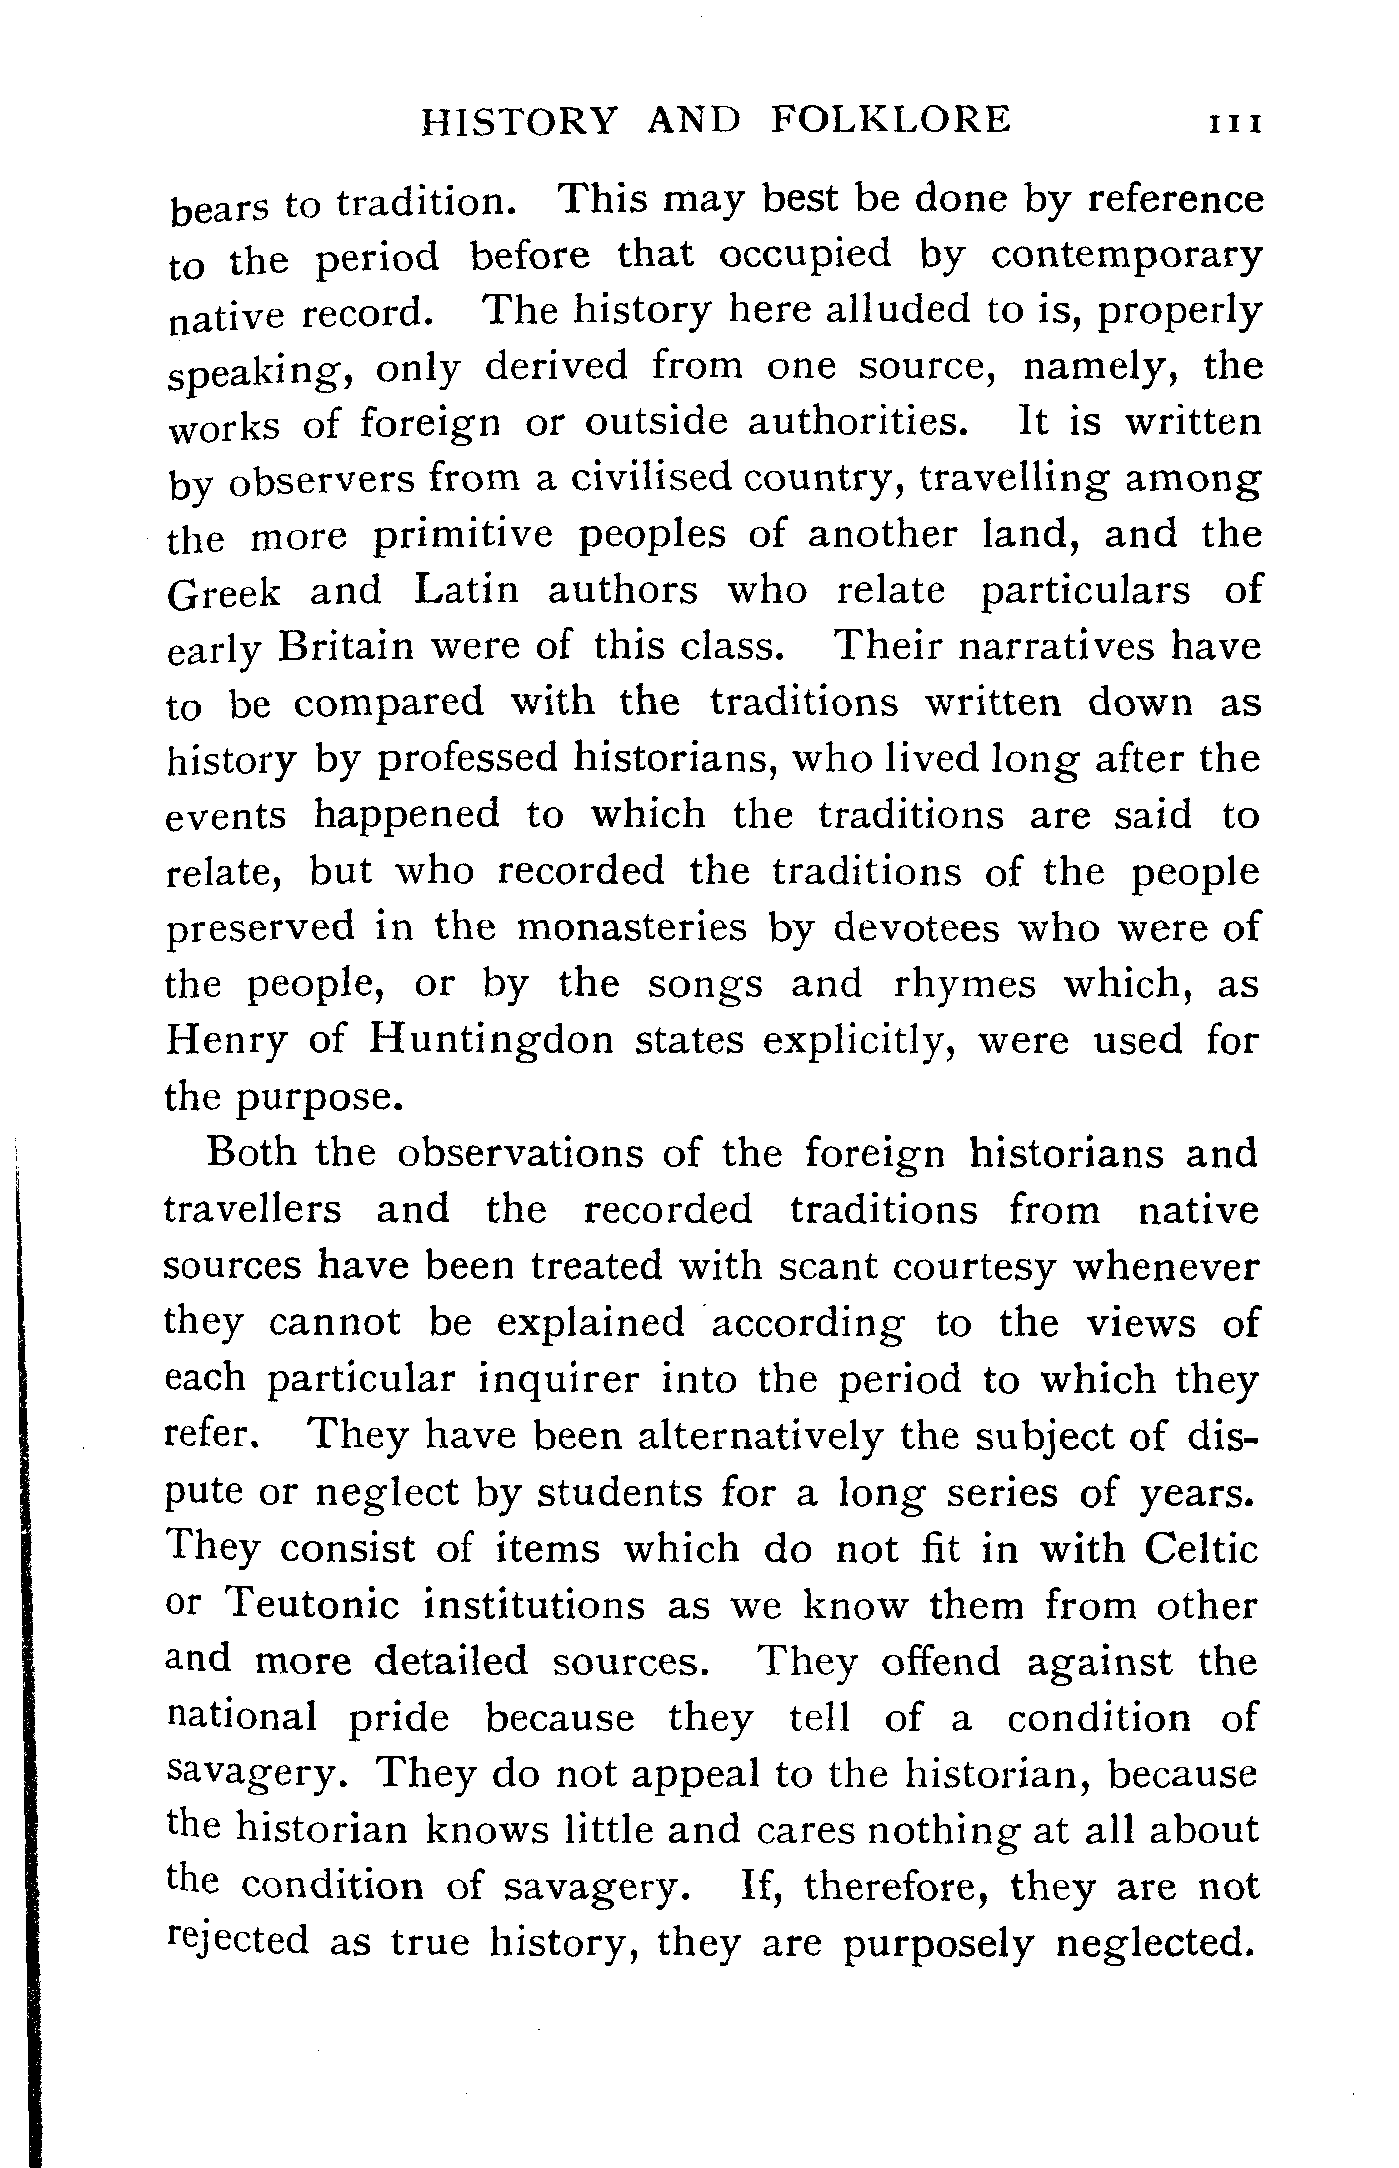 HISTORY AND FOLKLORE 111
bears to tradition. This may best be done by reference
to the period before that occupied by contemporary
native record. The history here alluded to is, properly
speaking, only derived from one source, namely, the
works of foreign or outside authorities. It is written
by observers from a civilised country, travelling among
the more primitive peoples of another land, and the
Greek and Latin authors who relate particulars of
early Britain were of this class. Their narratives have
to be compared with the traditions written down as
history by professed historians, who lived long after the
events happened to which the traditions are said to
relate, but who recorded the traditions of the people
preserved in the monasteries by devotees who were of
the people, or by the songs and rhymes which, as
Henry of Huntingdon states explicitly, were used for
the purpose.
Both the observations of the foreign historians and
travellers and the recorded traditions from native
sources have been treated with scant courtesy whenever
they cannot be explained according to the views of
each particular inquirer into the period to which they
refer. They have been alternatively the subject of dis-
pute or neglect by students for a long series of years.
They consist of items which do not fit in with Celtic
or Teutonic institutions as we know them from other
and more detailed sources. They offend against the
national pride because they tell of a condition of
savagery. They do not appeal to the historian, because
the historian knows little and cares nothing at all about
the condition of savagery. If, therefore, they are not
rejected as true history, they are purposely neglected.